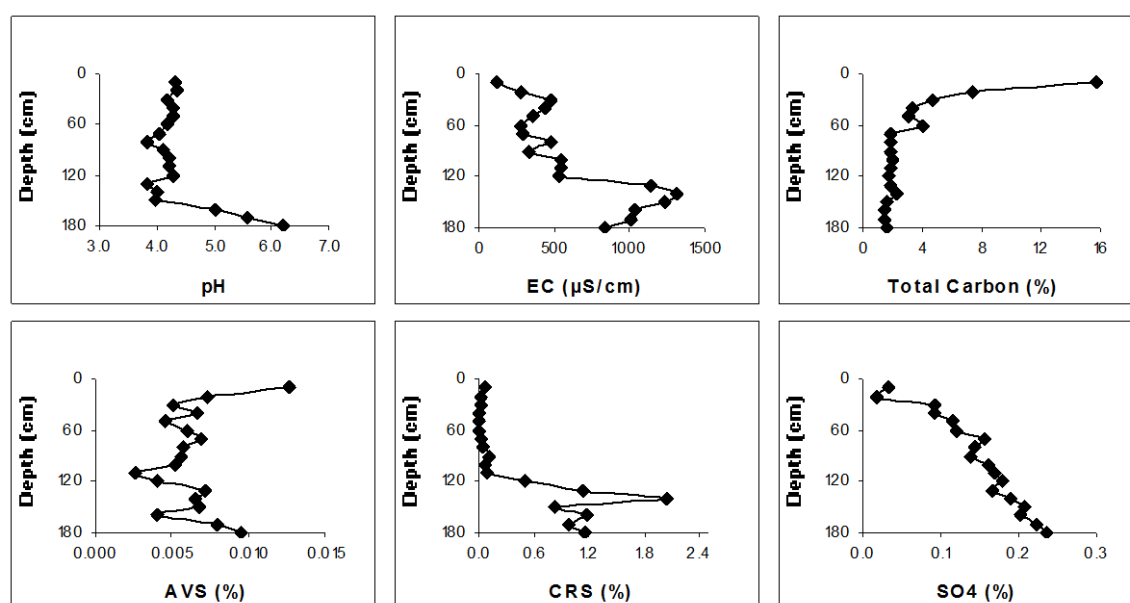 0
60
120
180
3.0 4.0 5.0 6.0 7.0
Depth (cm)
pH
0
60
120
180
0 500 1000 1500
Depth (cm)
EC (µS/cm)
0
60
120
180
0 4 8 12 16
Depth (cm)
Total Carbon (%)
0
60
120
180
0.000 0.005 0.010 0.015
Depth (cm)
AVS (%)
0
60
120
180
0.0 0.6 1.2 1.8 2.4
Depth (cm)
CRS (%)
0
60
120
180
0.0 0.1 0.2 0.3
Depth (cm)
SO4 (%)